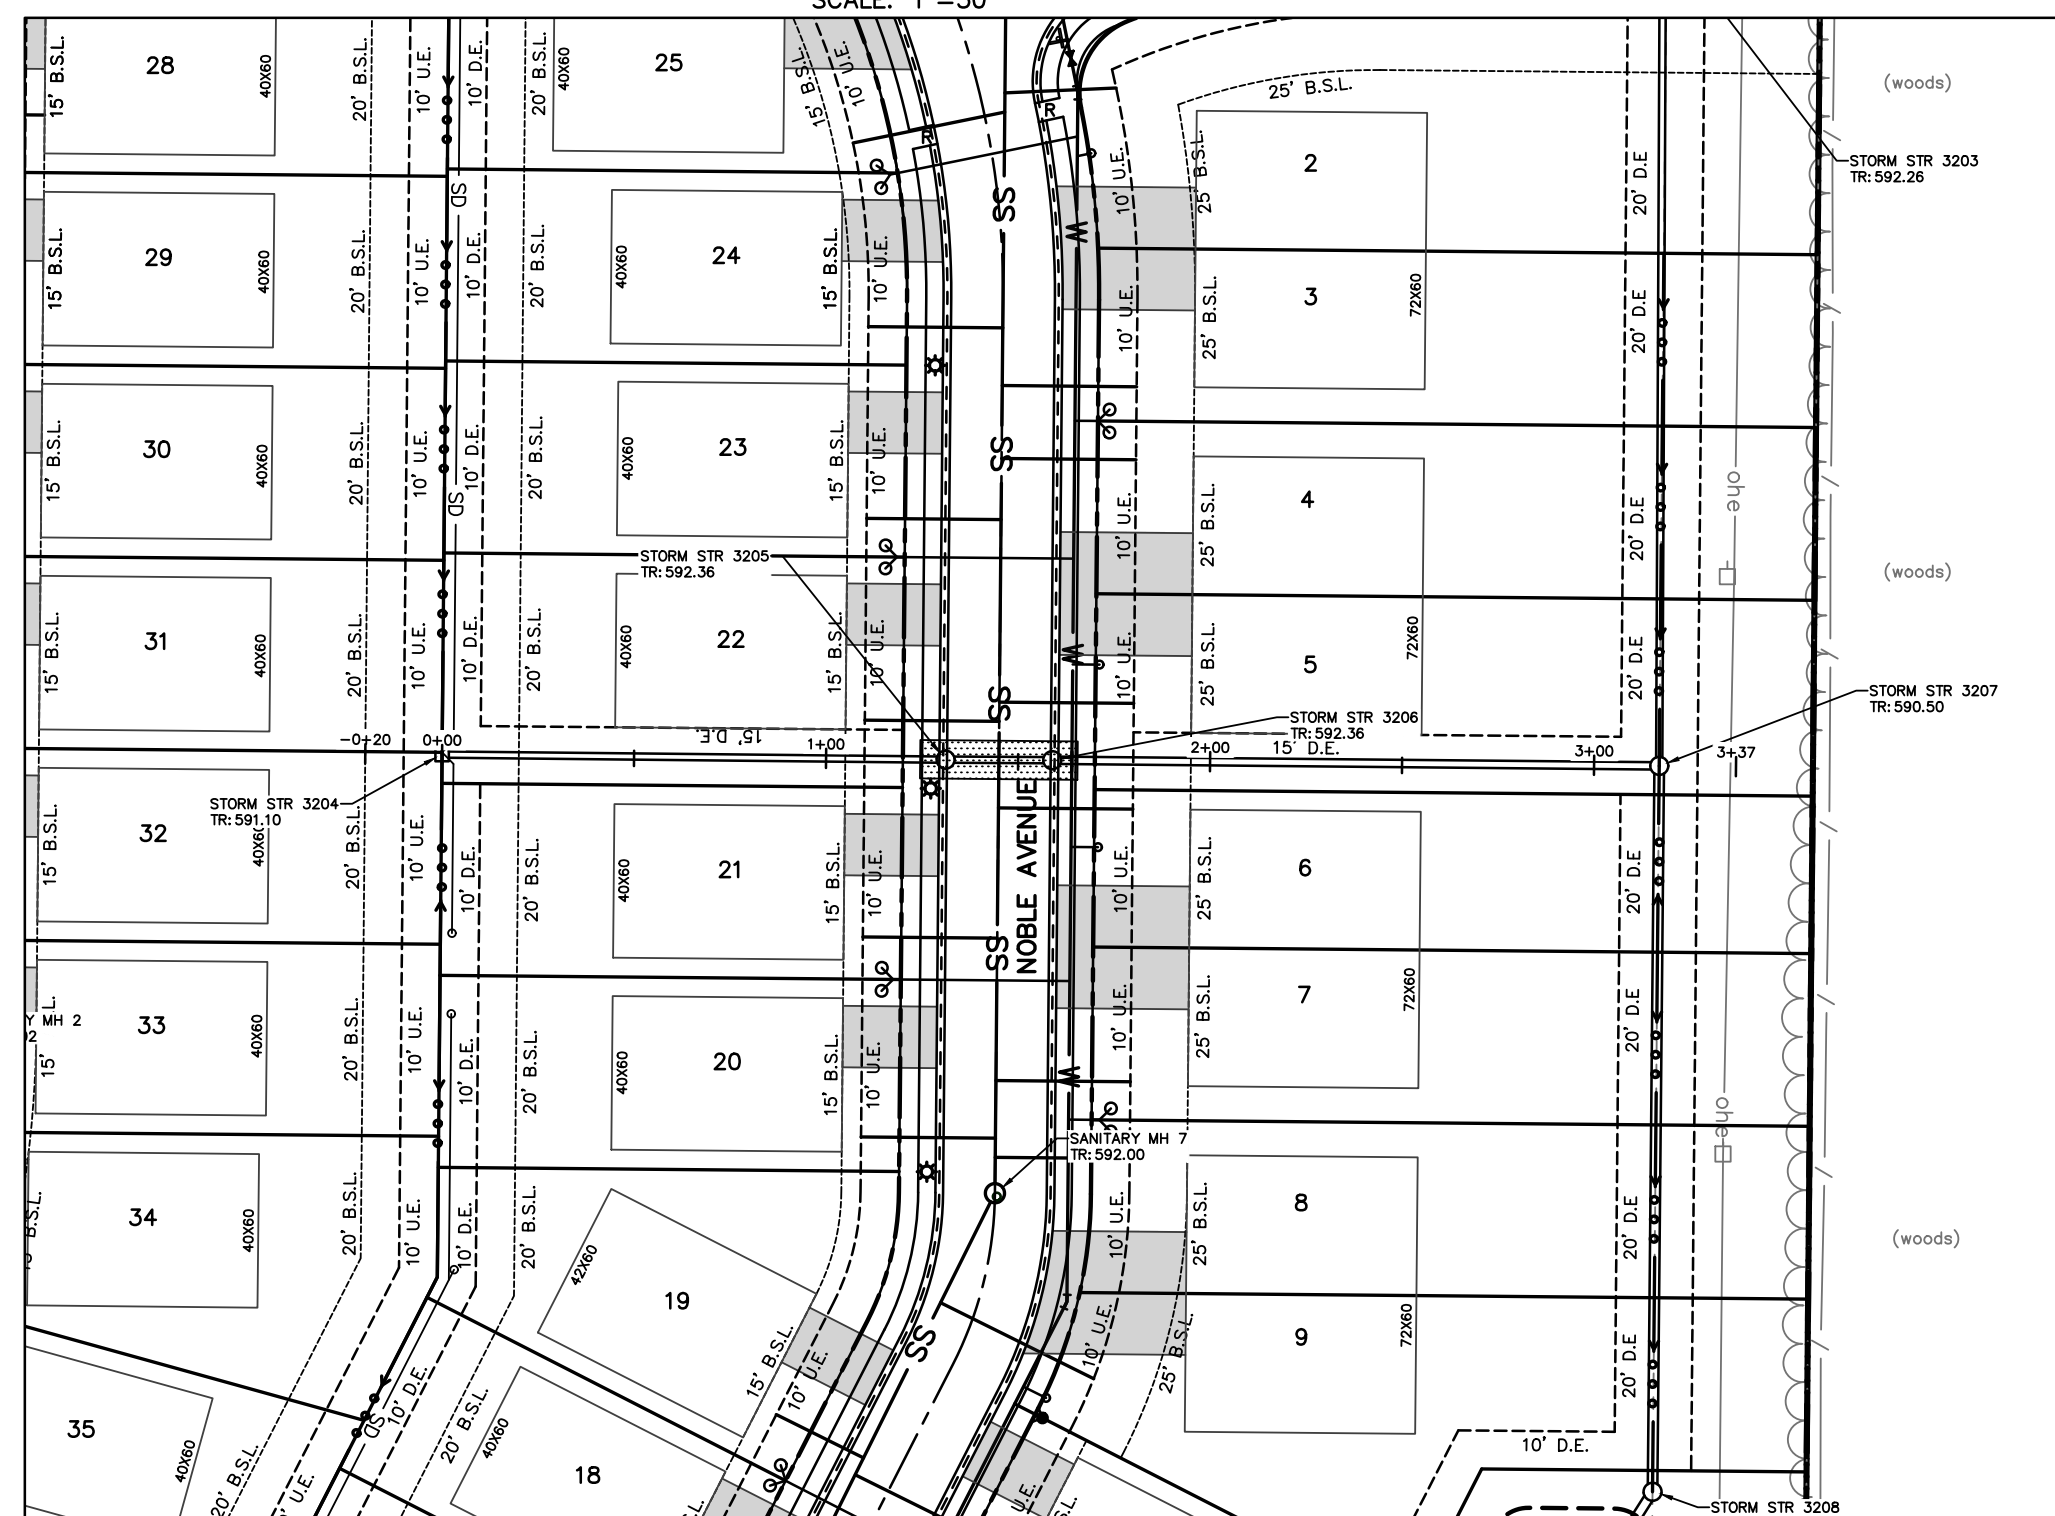 SCALE: 1"=50'
28
40X60
15' B.S.L.
20' B.S.L.
10' U.E.
10' D.E.
20' B.S.L.
40X60
25
15' B.S.L.
10' U.E.
R
R
25' B.S.L.
25' B.S.L.
10' U.E.
2
20' D.E
(woods)
STORM STR 3203
TR: 592.26
SD
SS
W
29
40X60
15' B.S.L.
20' B.S.L.
10' U.E.
10' D.E.
20' B.S.L.
40X60
24
15' B.S.L.
10' U.E.
10' U.E.
25' B.S.L.
3
72X60
20' D.E
30
40X60
15' B.S.L.
20' B.S.L.
10' U.E.
10' D.E.
SD
20' B.S.L.
40X60
23
15' B.S.L.
10' U.E.
SS
10' U.E.
25' B.S.L.
4
20' D.E
ohe
(woods)
STORM STR 3205
TR: 592.36
31
40X60
15' B.S.L.
20' B.S.L.
10' U.E.
10' D.E.
20' B.S.L.
40X60
22
15' B.S.L.
10' U.E.
SS
W
10' U.E.
25' B.S.L.
5
72X60
20' D.E
STORM STR 3207
TR: 590.50
STORM STR 3206
TR: 592.36
-0+20
0+00
15' D.E.
1+00
2+00
15' D.E.
3+00
3+37
STORM STR 3204
TR: 591.10
32
40X60
15' B.S.L.
20' B.S.L.
10' U.E.
10' D.E.
20' B.S.L.
40X60
21
15' B.S.L.
10' U.E.
SS
NOBLE AVENUE
10' U.E.
25' B.S.L.
6
20' D.E
33
40X60
Y MH 2
15'
20' B.S.L.
10' U.E.
10' D.E.
20' B.S.L.
40X60
20
15' B.S.L.
10' U.E.
W
10' U.E.
25' B.S.L.
7
72X60
20' D.E
ohe
SANITARY MH 7
TR: 592.00
34
40X60
B.S.L.
20' B.S.L.
10' U.E.
10' D.E.
20' B.S.L.
42X60
19
15' B.S.L.
10' U.E.
SS
10' U.E.
25' B.S.L.
8
20' D.E
(woods)
10' U.E.
25' B.S.L.
9
72X60
20' D.E
35
40X60
20' B.S.L.
U.E.
SD
10' D.E.
20' B.S.L.
40X60
18
U.E.
10' D.E.
STORM STR 3208